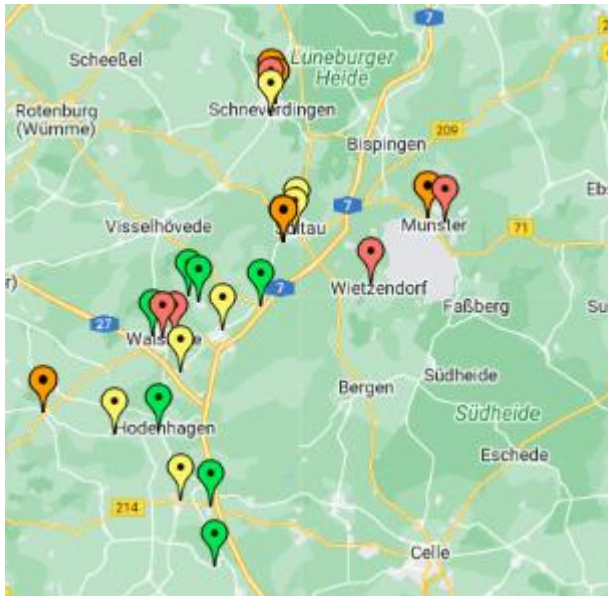 7
Scheeßel
Lüneburger
Heide
Schneverdingen
Rotenburg
(Wümme)
209
Bispingen
7
Munster
Visselhövede
71
7
Wietzendorf
Faßberg
27
Bergen
Südheide
Südheide
Hodenhagen
Eschede
214
Celle